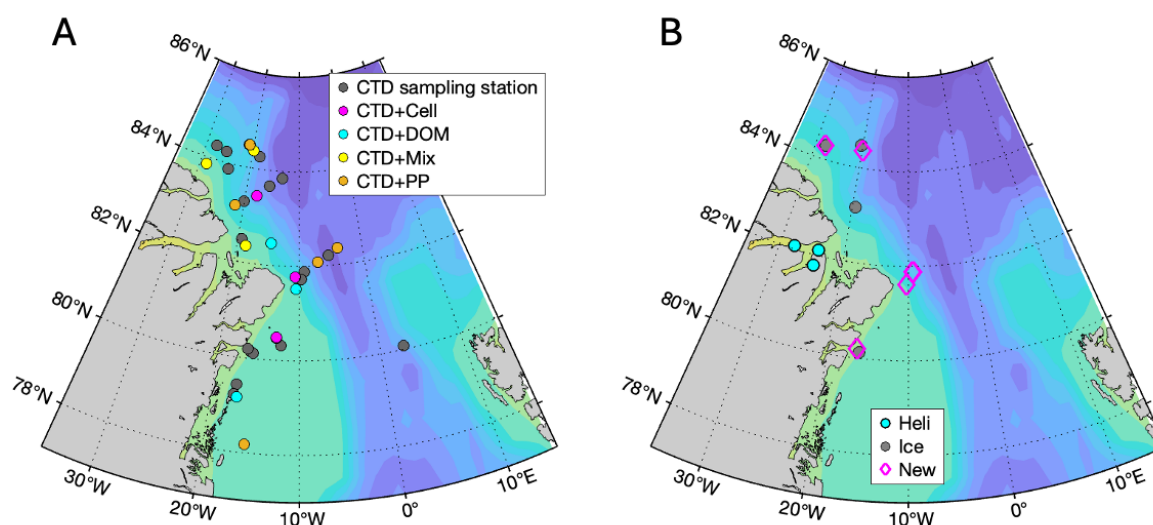 A
86°N
84°N
82°N
80°N
78°N
30°W
20°W
10°W
0°
10°E
CTD sampling station
CTD+Cell
CTD+DOM
CTD+Mix
CTD+PP
B
86°N
84°N
82°N
80°N
78°N
30°W
20°W
10°W
0°
10°E
Heli
Ice
New